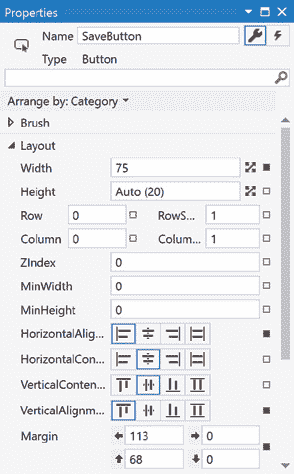 Properties
Name SaveButton
Type Button
Arrange by: Category
Brush
Layout
Width 75
Height Auto (20)
Row 0 RowS... 1
Column 0 Colum... 1
ZIndex 0
MinWidth 0
MinHeight 0
HorizontalAlig...
HorizontalCon...
VerticalConten...
VerticalAlignm...
Margin 113 0
68 0